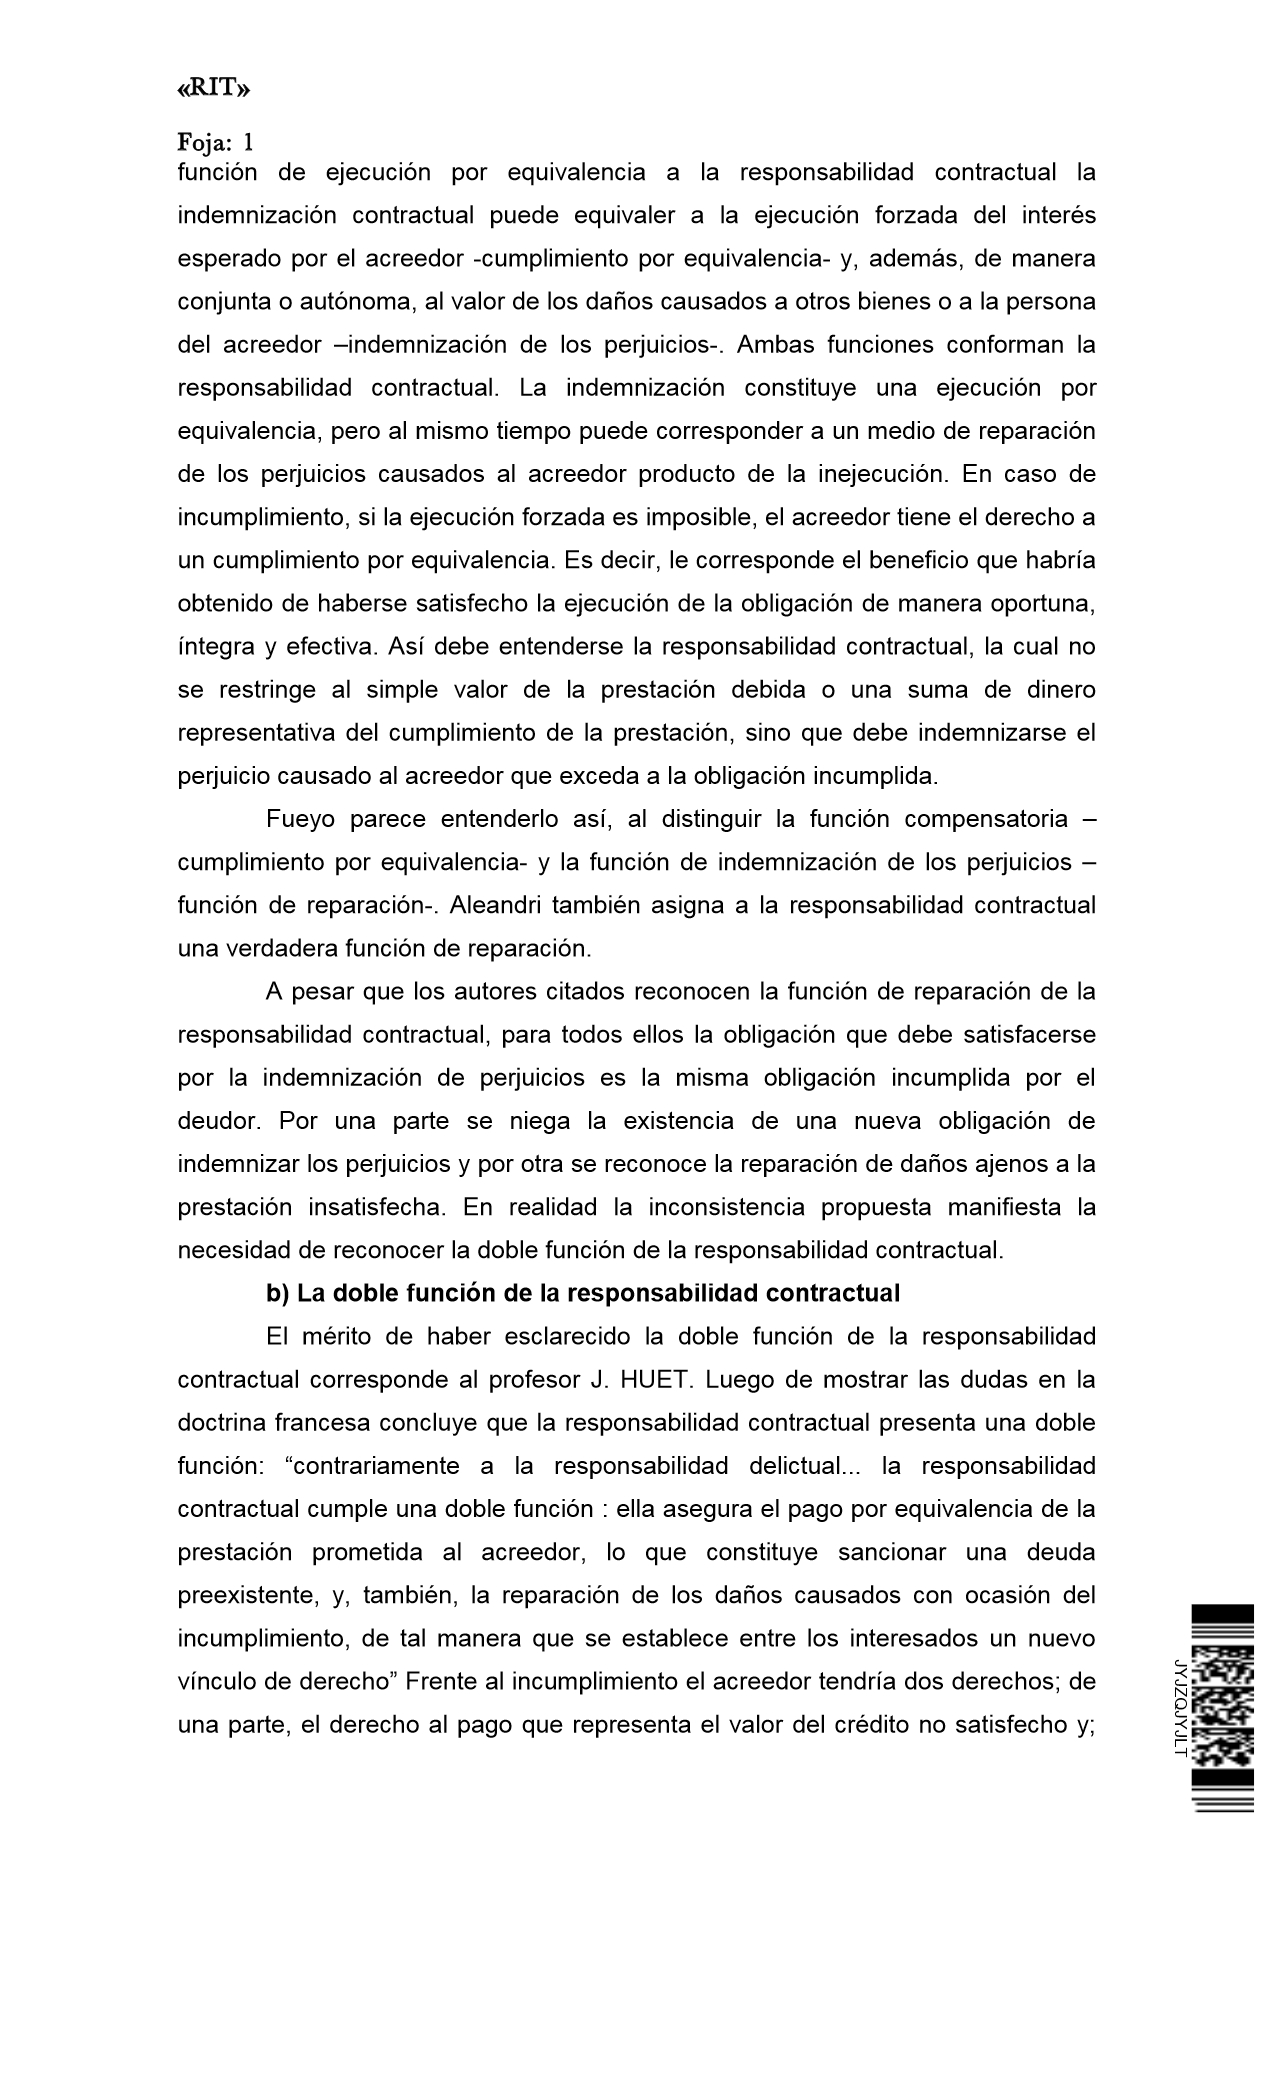 «RIT»
Foja: 1
función de ejecución por equivalencia a la responsabilidad contractual la
indemnización contractual puede equivaler a la ejecución forzada del interés
esperado por el acreedor -cumplimiento por equivalencia- y, además, de manera
conjunta o autónoma, al valor de los daños causados a otros bienes o a la persona
del acreedor –indemnización de los perjuicios-. Ambas funciones conforman la
responsabilidad contractual. La indemnización constituye una ejecución por
equivalencia, pero al mismo tiempo puede corresponder a un medio de reparación
de los perjuicios causados al acreedor producto de la inejecución. En caso de
incumplimiento, si la ejecución forzada es imposible, el acreedor tiene el derecho a
un cumplimiento por equivalencia. Es decir, le corresponde el beneficio que habría
obtenido de haberse satisfecho la ejecución de la obligación de manera oportuna,
íntegra y efectiva. Así debe entenderse la responsabilidad contractual, la cual no
se restringe al simple valor de la prestación debida o una suma de dinero
representativa del cumplimiento de la prestación, sino que debe indemnizarse el
perjuicio causado al acreedor que exceda a la obligación incumplida.
Fueyo parece entenderlo así, al distinguir la función compensatoria –
cumplimiento por equivalencia- y la función de indemnización de los perjuicios –
función de reparación-. Aleandri también asigna a la responsabilidad contractual
una verdadera función de reparación.
A pesar que los autores citados reconocen la función de reparación de la
responsabilidad contractual, para todos ellos la obligación que debe satisfacerse
por la indemnización de perjuicios es la misma obligación incumplida por el
deudor. Por una parte se niega la existencia de una nueva obligación de
indemnizar los perjuicios y por otra se reconoce la reparación de daños ajenos a la
prestación insatisfecha. En realidad la inconsistencia propuesta manifiesta la
necesidad de reconocer la doble función de la responsabilidad contractual.
b) La doble función de la responsabilidad contractual
El mérito de haber esclarecido la doble función de la responsabilidad
contractual corresponde al profesor J. HUET. Luego de mostrar las dudas en la
doctrina francesa concluye que la responsabilidad contractual presenta una doble
función: “contrariamente a la responsabilidad delictual... la responsabilidad
contractual cumple una doble función : ella asegura el pago por equivalencia de la
prestación prometida al acreedor, lo que constituye sancionar una deuda
preexistente, y, también, la reparación de los daños causados con ocasión del
incumplimiento, de tal manera que se establece entre los interesados un nuevo
vínculo de derecho” Frente al incumplimiento el acreedor tendría dos derechos; de
una parte, el derecho al pago que representa el valor del crédito no satisfecho y;
JYJZQJYJLT